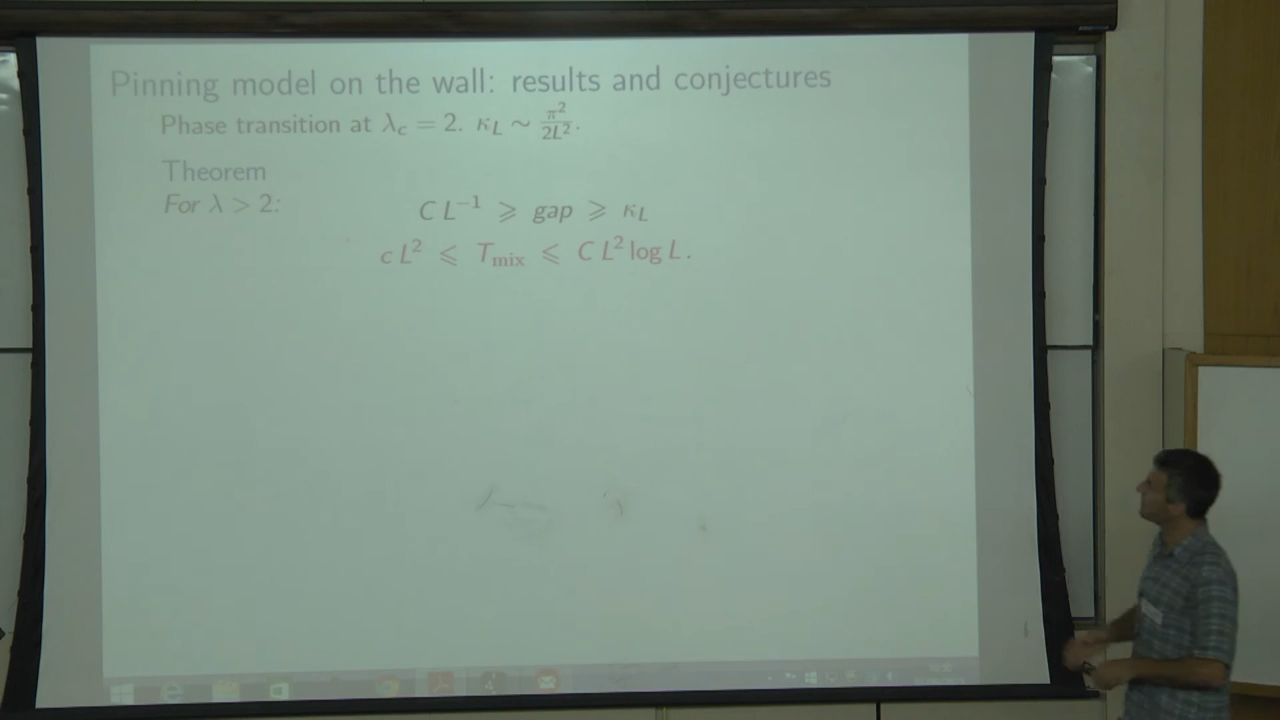 Pinning model on the wall: results and conjectures
Phase transition at λ_c = 2. κ_L ∼ π²/2L².
Theorem
For λ > 2:
C L⁻¹ ⩾ gap ⩾ κ_L
c L² ⩽ T_mix ⩽ C L² log L.